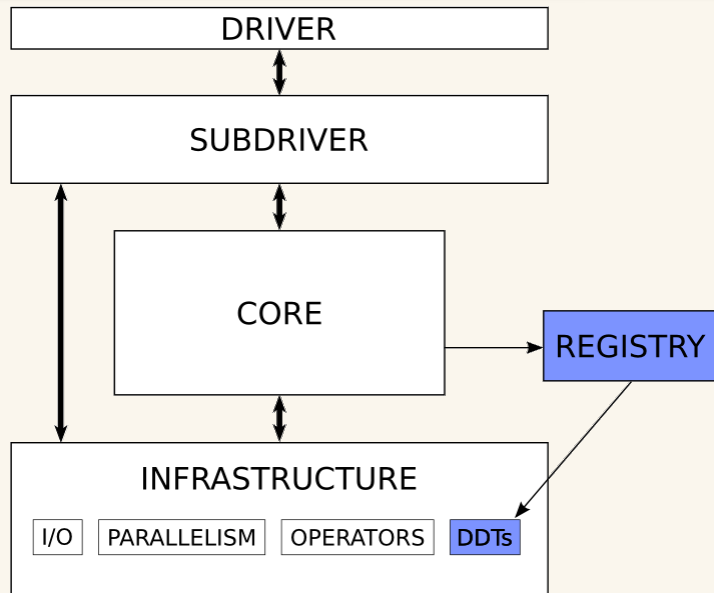 DRIVER
SUBDRIVER
CORE
REGISTRY
INFRASTRUCTURE
I/O PARALLELISM OPERATORS DDTs